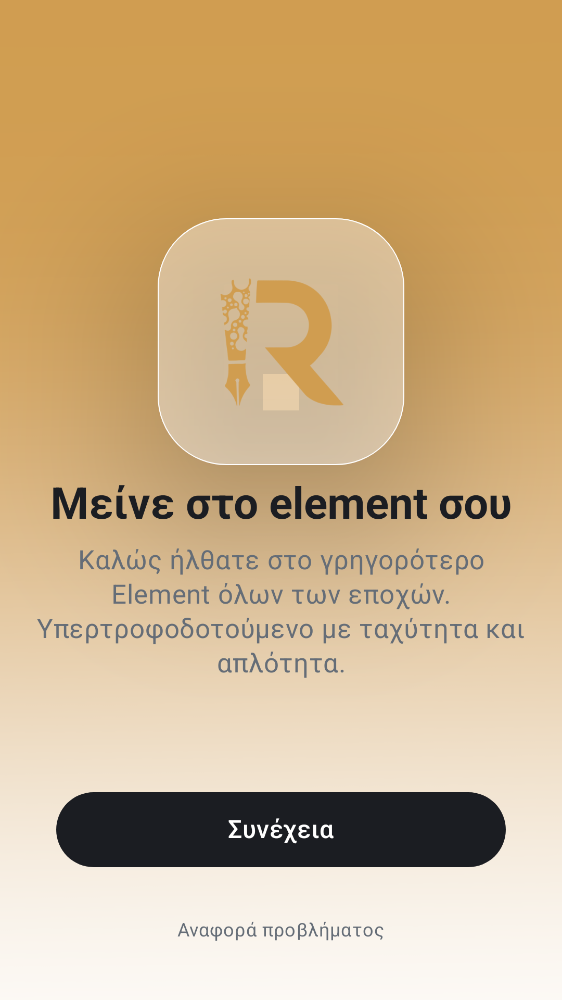 R
Μείνε στο element σου
Καλώς ήλθατε στο γρηγορότερο
Element όλων των εποχών.
Υπερτροφοδοτούμενο με ταχύτητα και
απλότητα.
Συνέχεια
Αναφορά προβλήματος